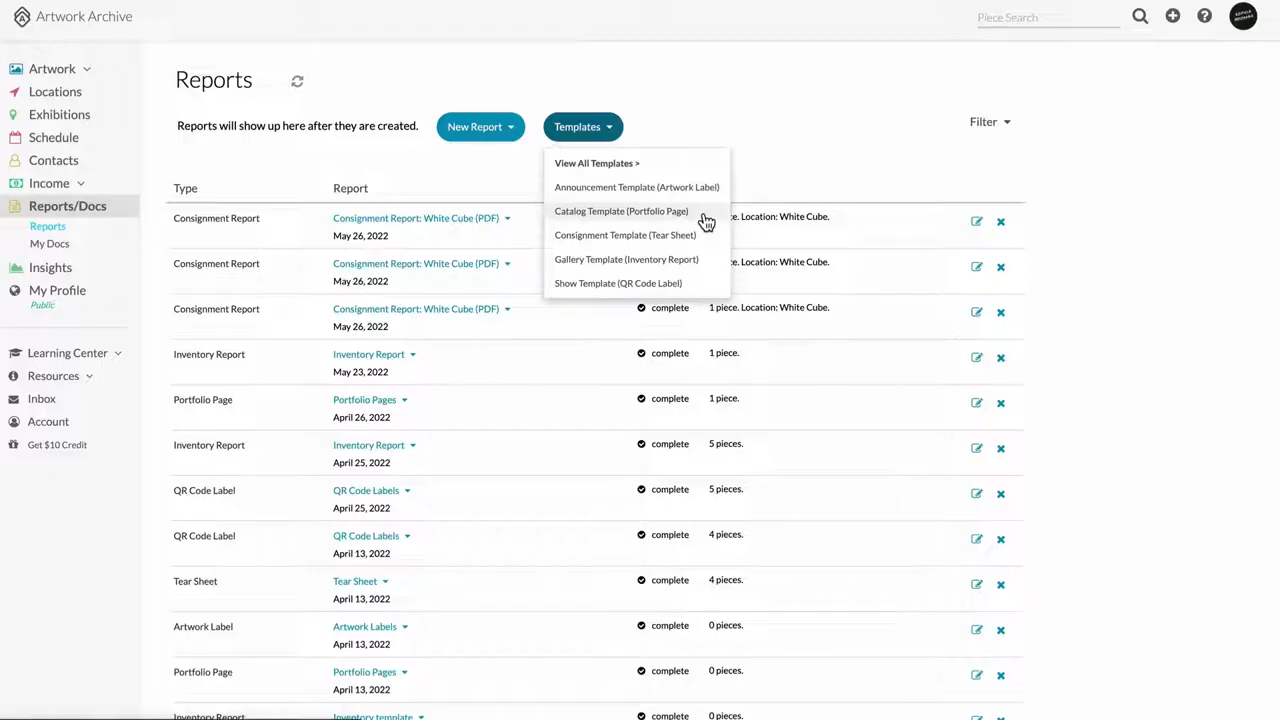 Artwork Archive
Piece Search
Artwork
Locations
Exhibitions
Schedule
Contacts
Income
Reports/Docs
Reports
My Docs
Insights
My Profile
Public
Learning Center
Resources
Inbox
Account
Get $10 Credit
Reports
Reports will show up here after they are created.
New Report
Templates
Filter
View All Templates >
Announcement Template (Artwork Label)
Catalog Template (Portfolio Page)
Consignment Template (Tear Sheet)
Gallery Template (Inventory Report)
Show Template (QR Code Label)
Type Report
Consignment Report Consignment Report: White Cube (PDF) Location: White Cube.
May 26, 2022
Consignment Report Consignment Report: White Cube (PDF) Location: White Cube.
May 26, 2022
Consignment Report Consignment Report: White Cube (PDF) complete 1 piece. Location: White Cube.
May 26, 2022
Inventory Report Inventory Report complete 1 piece.
May 23, 2022
Portfolio Page Portfolio Pages complete 1 piece.
April 26, 2022
Inventory Report Inventory Report complete 5 pieces.
April 25, 2022
QR Code Label QR Code Labels complete 5 pieces.
April 25, 2022
QR Code Label QR Code Labels complete 4 pieces.
April 13, 2022
Tear Sheet Tear Sheet complete 4 pieces.
April 13, 2022
Artwork Label Artwork Labels complete 0 pieces.
April 13, 2022
Portfolio Page Portfolio Pages complete 0 pieces.
April 13, 2022
Inventory Report Inventory template complete 0 pieces.